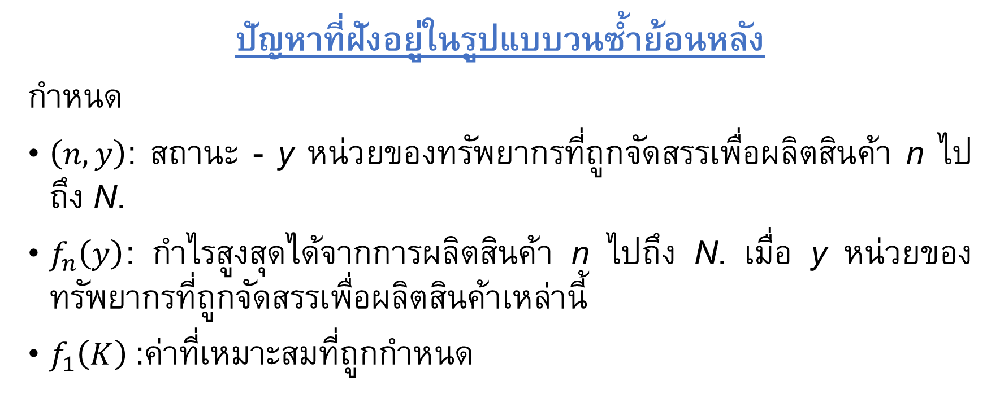 ปัญหาที่ฝังอยู่ในรูปแบบวนซ้ำย้อนหลัง
กำหนด
• (n, y): สถานะ - y หน่วยของทรัพยากรที่ถูกจัดสรรเพื่อผลิตสินค้า n ไป
ถึง N.
• fₙ(y): กำไรสูงสุดได้จากการผลิตสินค้า n ไปถึง N. เมื่อ y หน่วยของ
ทรัพยากรที่ถูกจัดสรรเพื่อผลิตสินค้าเหล่านี้
• f₁(K) :ค่าที่เหมาะสมที่ถูกกำหนด